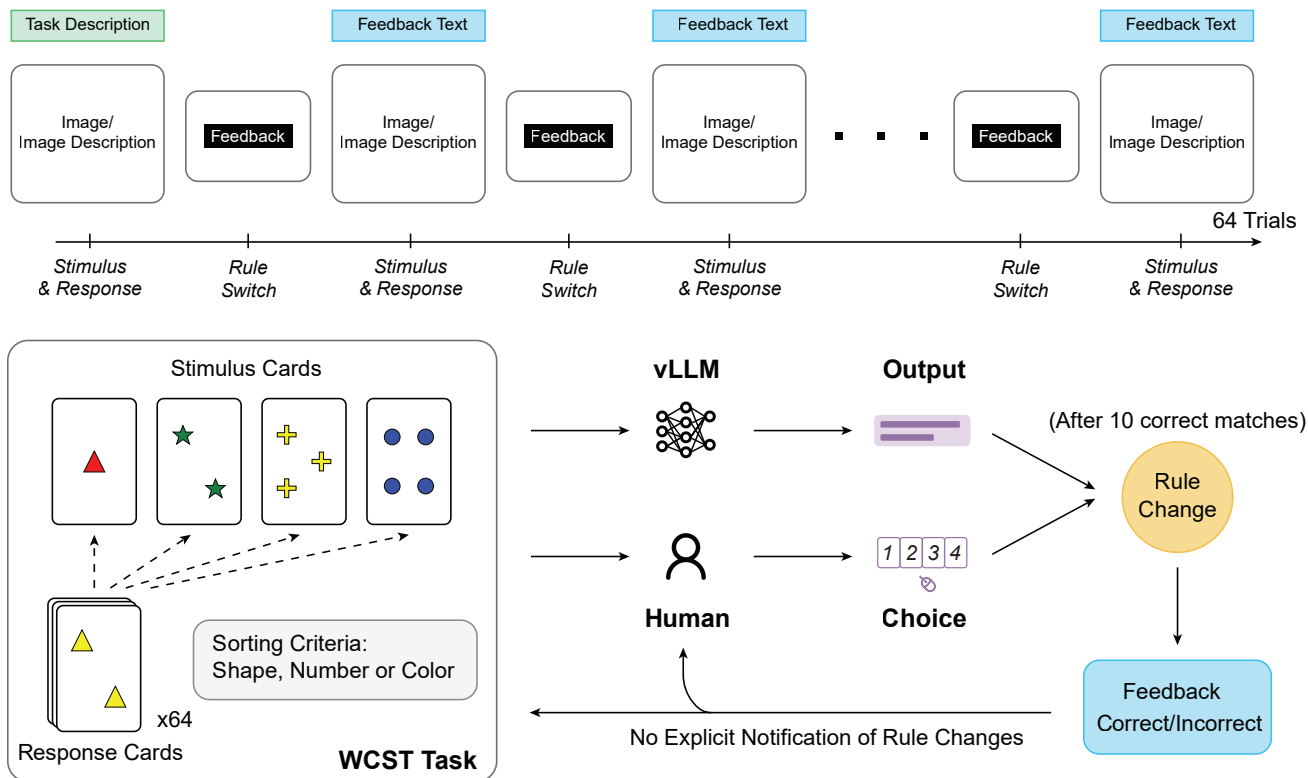 Task Description
Feedback Text
Feedback Text
Feedback Text
Image/
Image Description
Feedback
Image/
Image Description
Feedback
Image/
Image Description
Feedback
Image/
Image Description
64 Trials
Stimulus
& Response
Rule
Switch
Stimulus
& Response
Rule
Switch
Stimulus
& Response
Rule
Switch
Stimulus
& Response
Stimulus Cards
x64
Response Cards
Sorting Criteria:
Shape, Number or Color
WCST Task
vLLM
Output
Human
1 2 3 4
Choice
(After 10 correct matches)
Rule
Change
Feedback
Correct/Incorrect
No Explicit Notification of Rule Changes